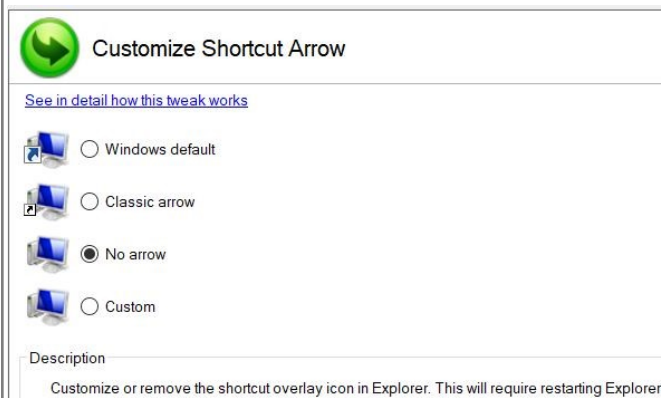 Customize Shortcut Arrow
See in detail how this tweak works
Windows default
Classic arrow
No arrow
Custom
Description
Customize or remove the shortcut overlay icon in Explorer. This will require restarting Explorer